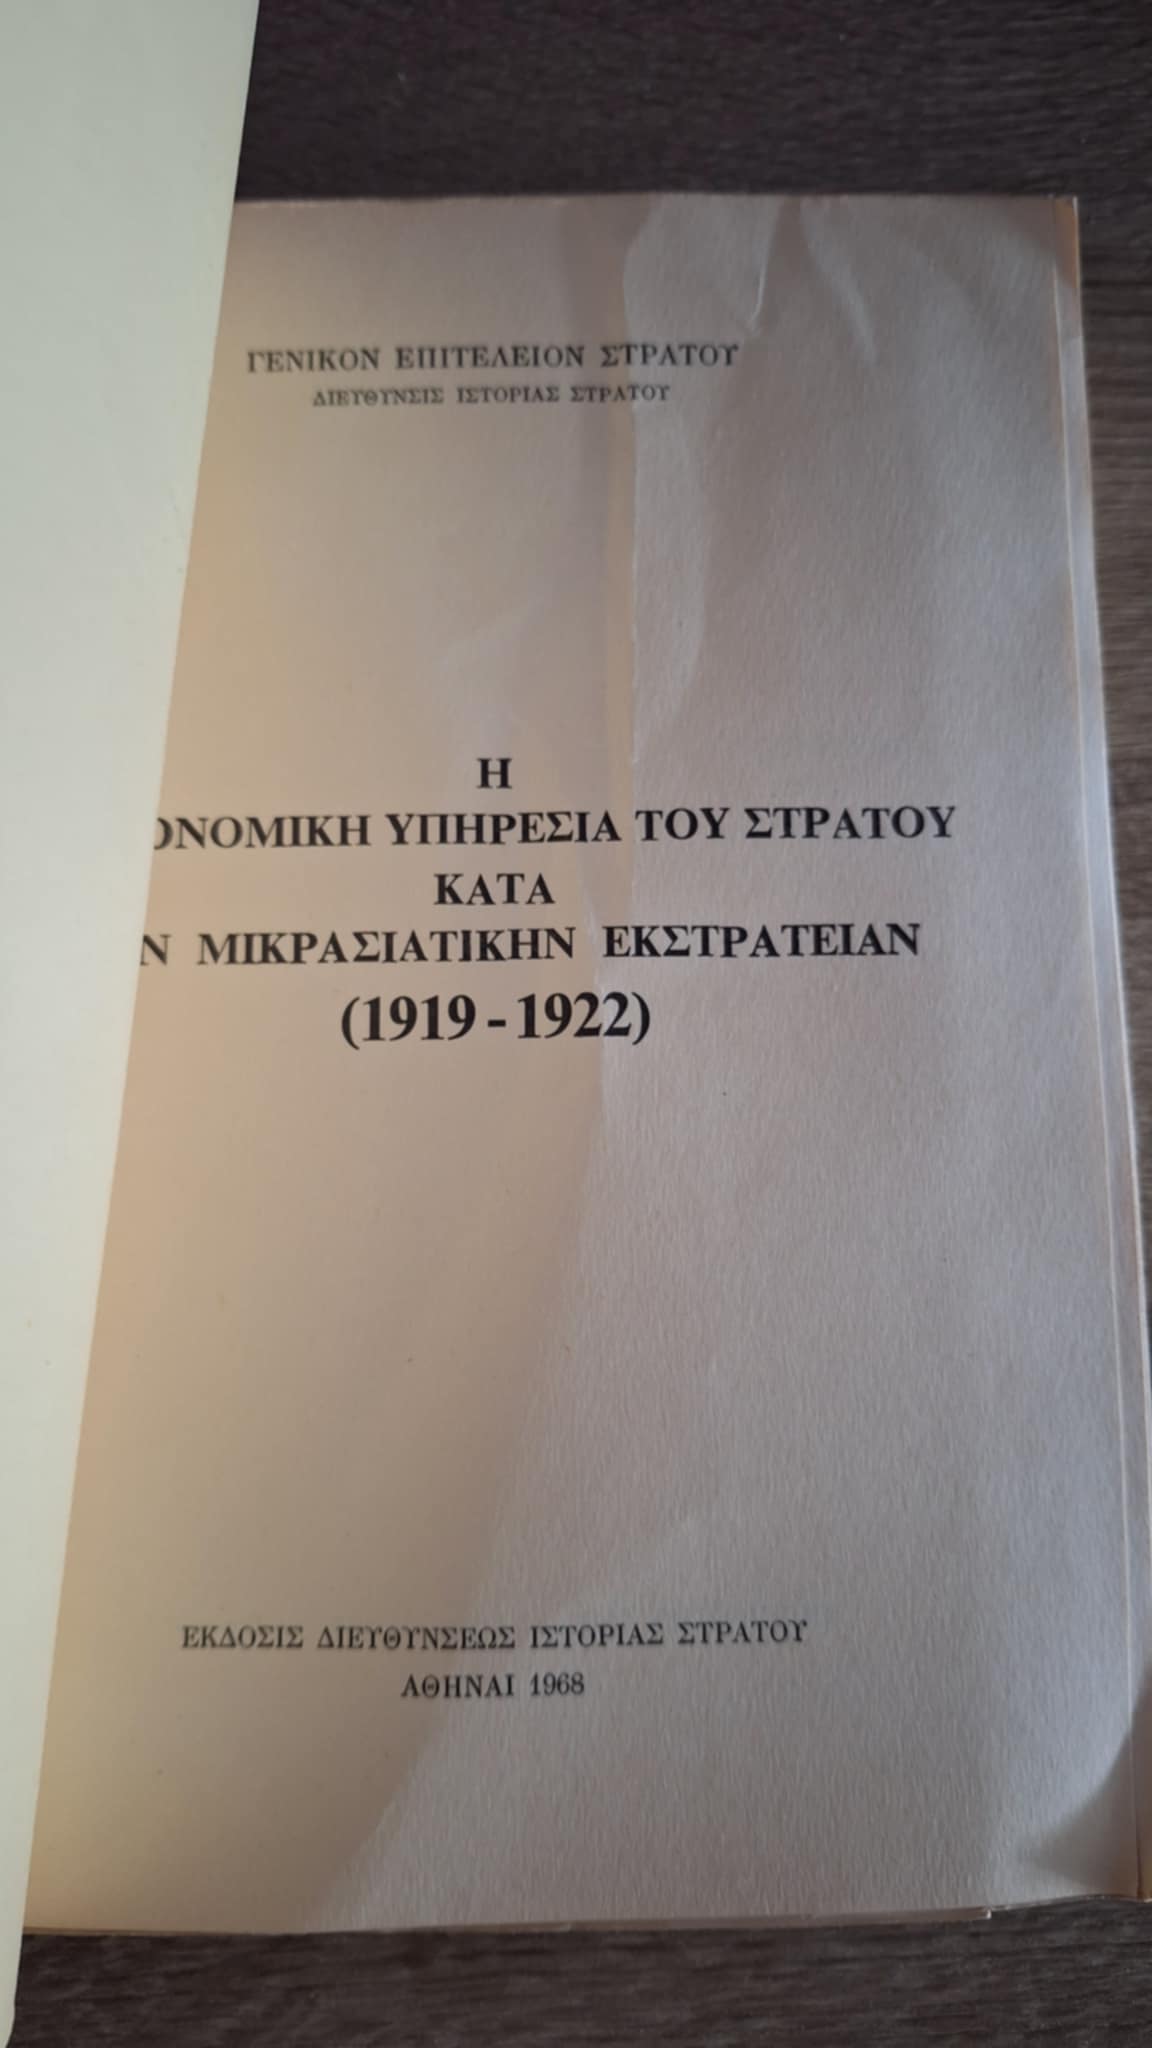 ΓΕΝΙΚΟΝ ΕΠΙΤΕΛΕΙΟΝ ΣΤΡΑΤΟΥ
ΔΙΕΥΘΥΝΣΙΣ ΙΣΤΟΡΙΑΣ ΣΤΡΑΤΟΥ
Η
ΟΝΟΜΙΚΗ ΥΠΗΡΕΣΙΑ ΤΟΥ ΣΤΡΑΤΟΥ
ΚΑΤΑ
Ν ΜΙΚΡΑΣΙΑΤΙΚΗΝ ΕΚΣΤΡΑΤΕΙΑΝ
(1919 - 1922)
ΕΚΔΟΣΙΣ ΔΙΕΥΘΥΝΣΕΩΣ ΙΣΤΟΡΙΑΣ ΣΤΡΑΤΟΥ
ΑΘΗΝΑΙ 1968